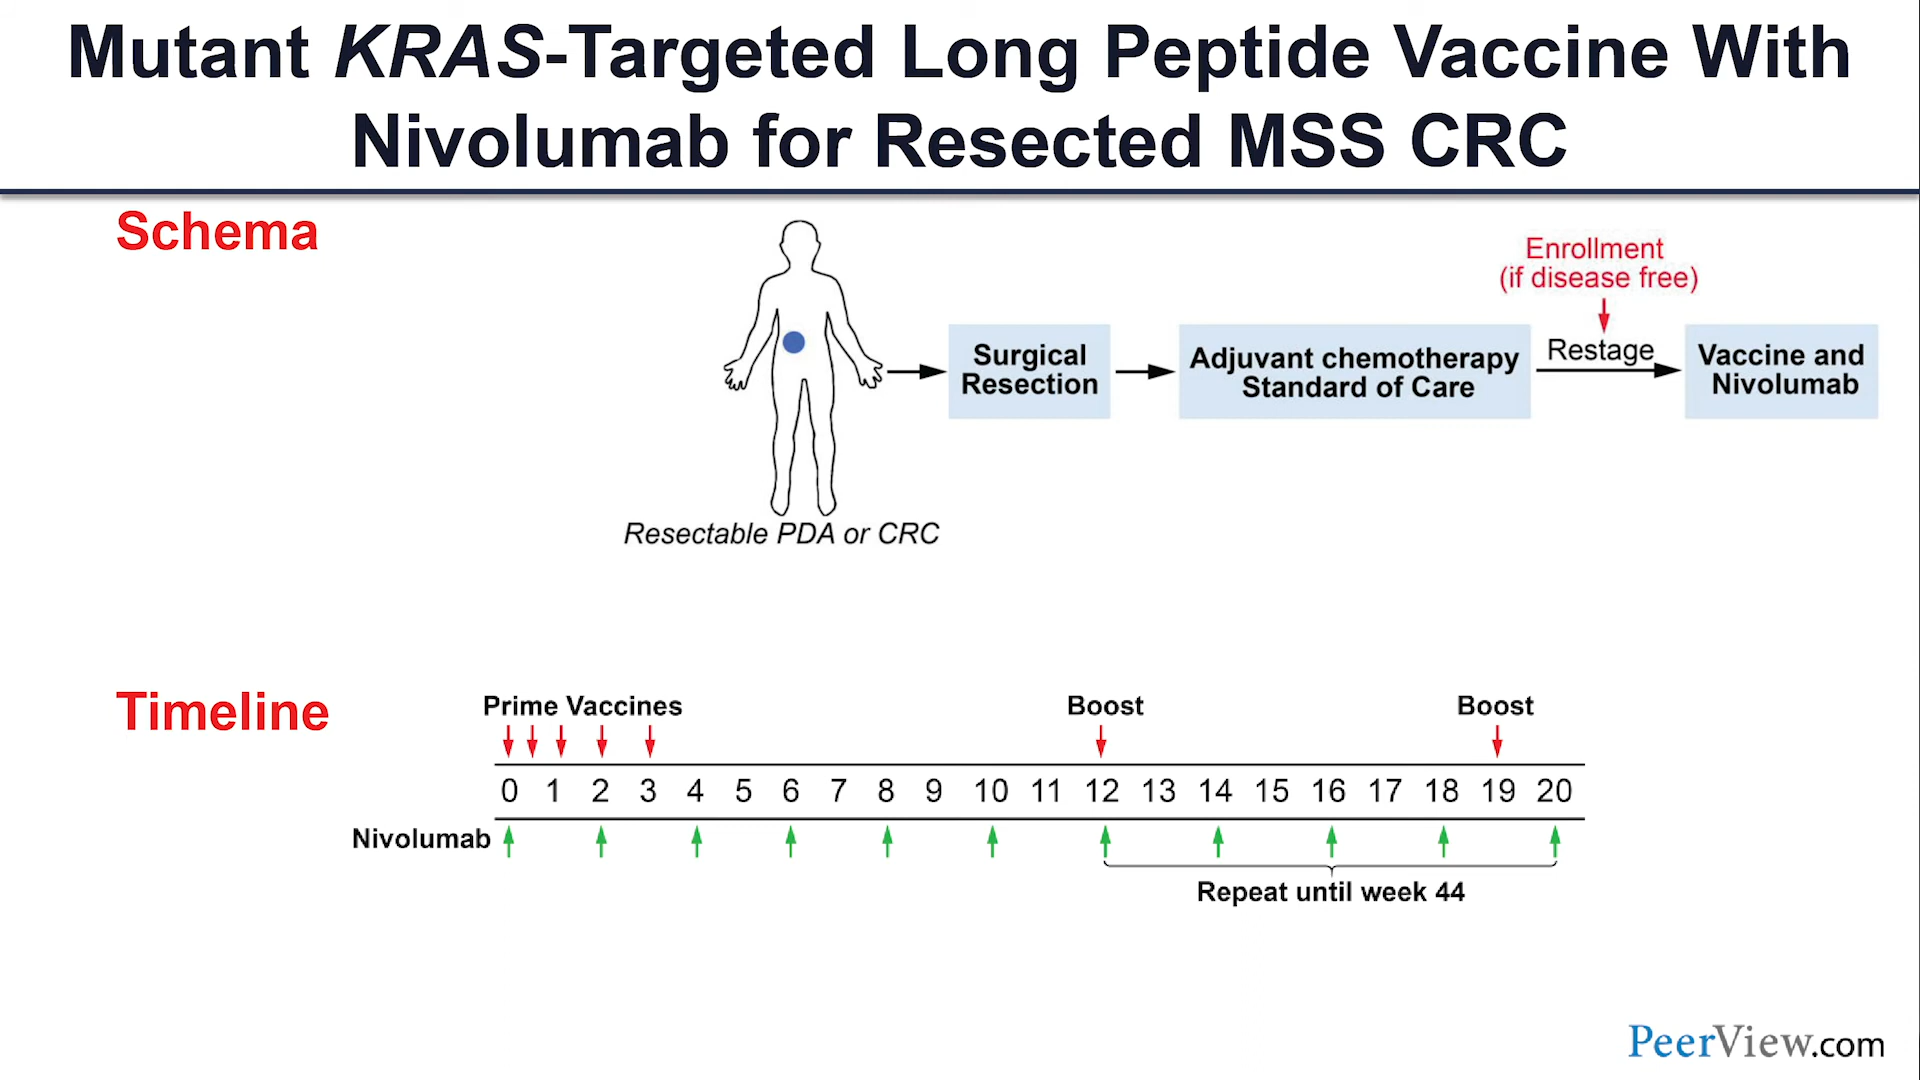 Mutant KRAS-Targeted Long Peptide Vaccine With
Nivolumab for Resected MSS CRC
Schema
Enrollment
(if disease free)
Surgical
Resection
Adjuvant chemotherapy
Standard of Care
Restage
Vaccine and
Nivolumab
Resectable PDA or CRC
Timeline
Prime Vaccines
Boost
Boost
0 1 2 3 4 5 6 7 8 9 10 11 12 13 14 15 16 17 18 19 20
Nivolumab
Repeat until week 44
PeerView.com